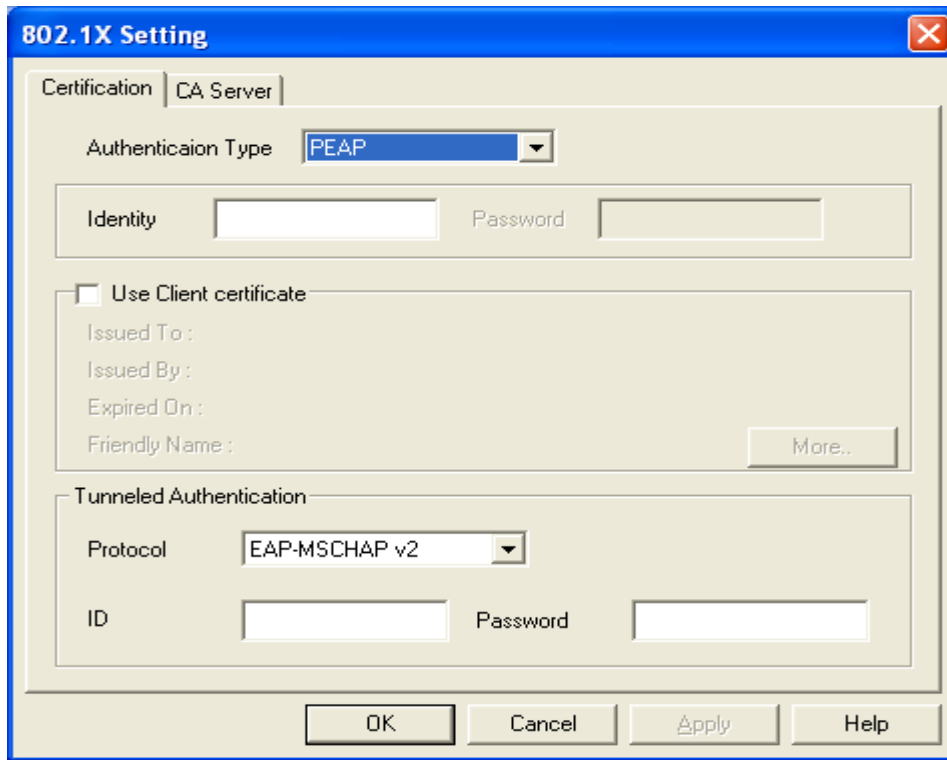 802.1X Setting
Certification CA Server
Authenticaion Type PEAP
Identity Password
Use Client certificate
Issued To :
Issued By :
Expired On :
Friendly Name : More..
Tunneled Authentication
Protocol EAP-MSCHAP v2
ID Password
OK Cancel Apply Help